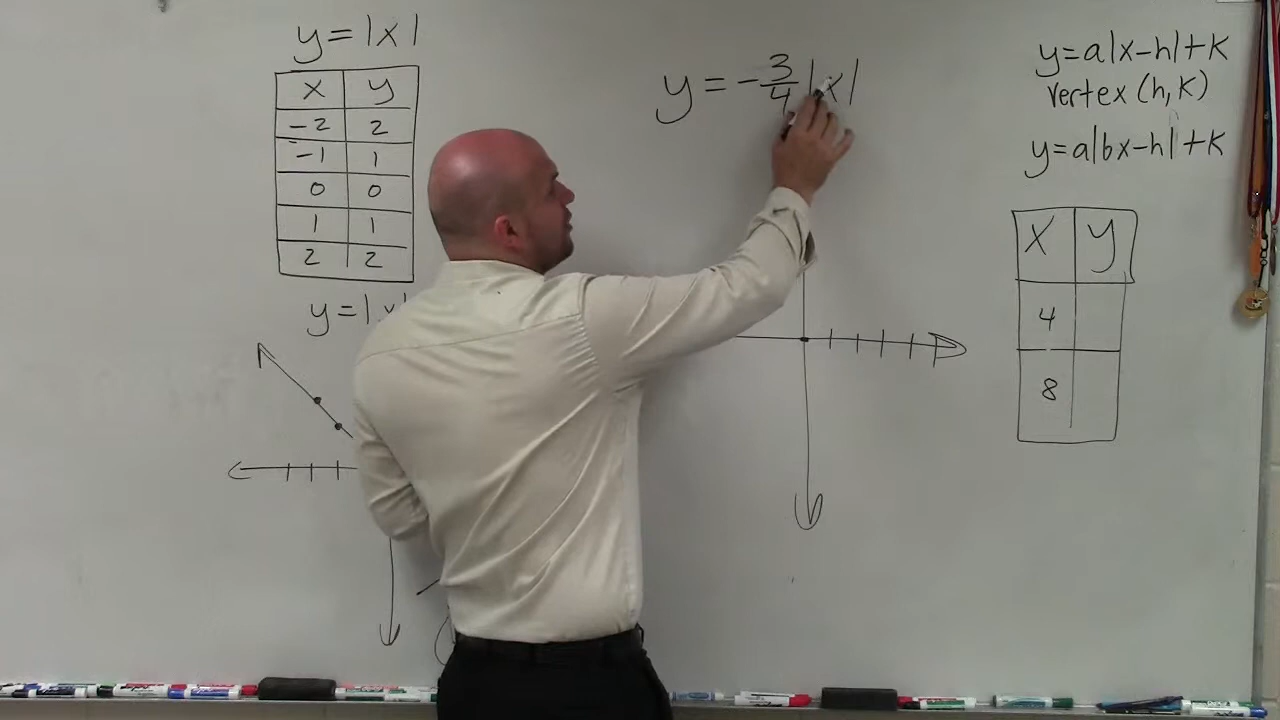 y = |x|
x y
-2 2
-1 1
0 0
1 1
2 2
y = |x|
y = -3/4 |x|
y = a|x-h| + k
vertex (h, k)
y = a|bx-h| + k
X Y
4
8